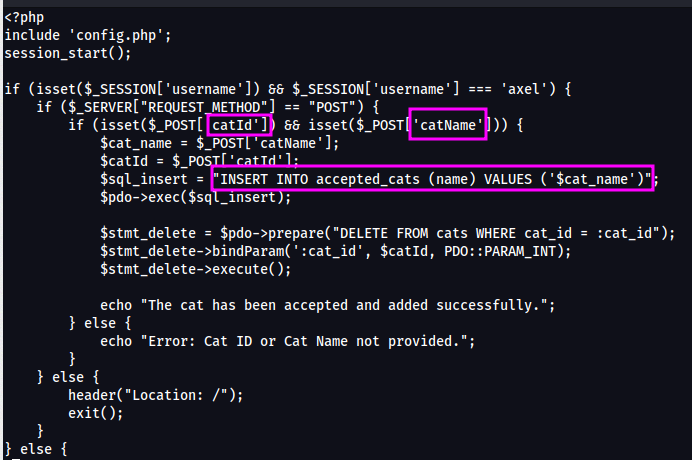 <?php
include 'config.php';
session_start();
if (isset($_SESSION['username']) && $_SESSION['username'] === 'axel') {
    if ($_SERVER["REQUEST_METHOD"] == "POST") {
        if (isset($_POST['catId']) && isset($_POST['catName'])) {
            $cat_name = $_POST['catName'];
            $catId = $_POST['catId'];
            $sql_insert = "INSERT INTO accepted_cats (name) VALUES ('$cat_name')";
            $pdo->exec($sql_insert);
            $stmt_delete = $pdo->prepare("DELETE FROM cats WHERE cat_id = :cat_id");
            $stmt_delete->bindParam(':cat_id', $catId, PDO::PARAM_INT);
            $stmt_delete->execute();
            echo "The cat has been accepted and added successfully.";
        } else {
            echo "Error: Cat ID or Cat Name not provided.";
        }
    } else {
        header("Location: /");
        exit();
    }
} else {